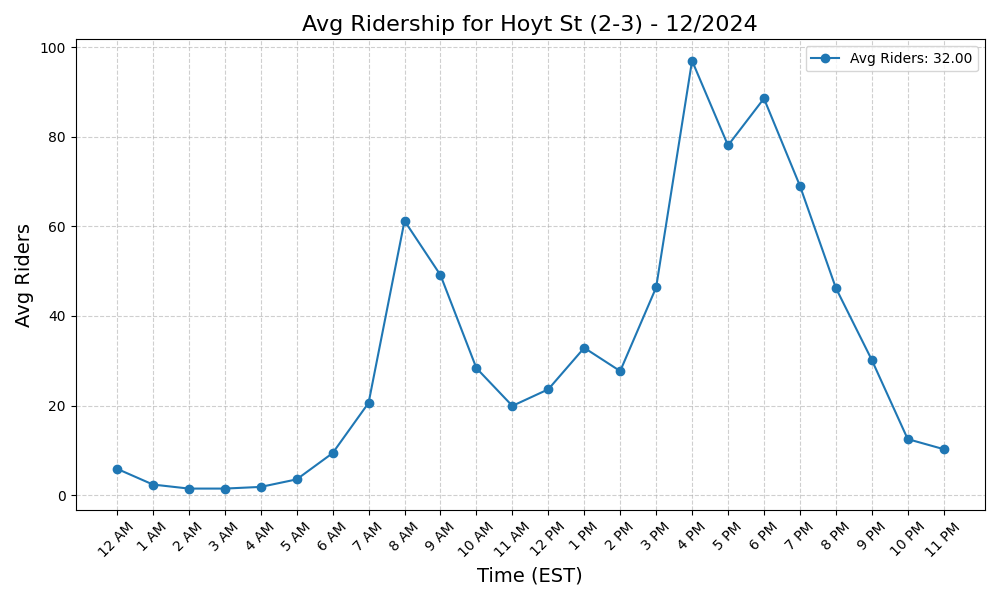 Avg Ridership for Hoyt St (2-3) - 12/2024
Avg Riders: 32.00
100
80
60
40
20
0
Avg Riders
12 AM
1 AM
2 AM
3 AM
4 AM
5 AM
6 AM
7 AM
8 AM
9 AM
10 AM
11 AM
12 PM
1 PM
2 PM
3 PM
4 PM
5 PM
6 PM
7 PM
8 PM
9 PM
10 PM
11 PM
Time (EST)